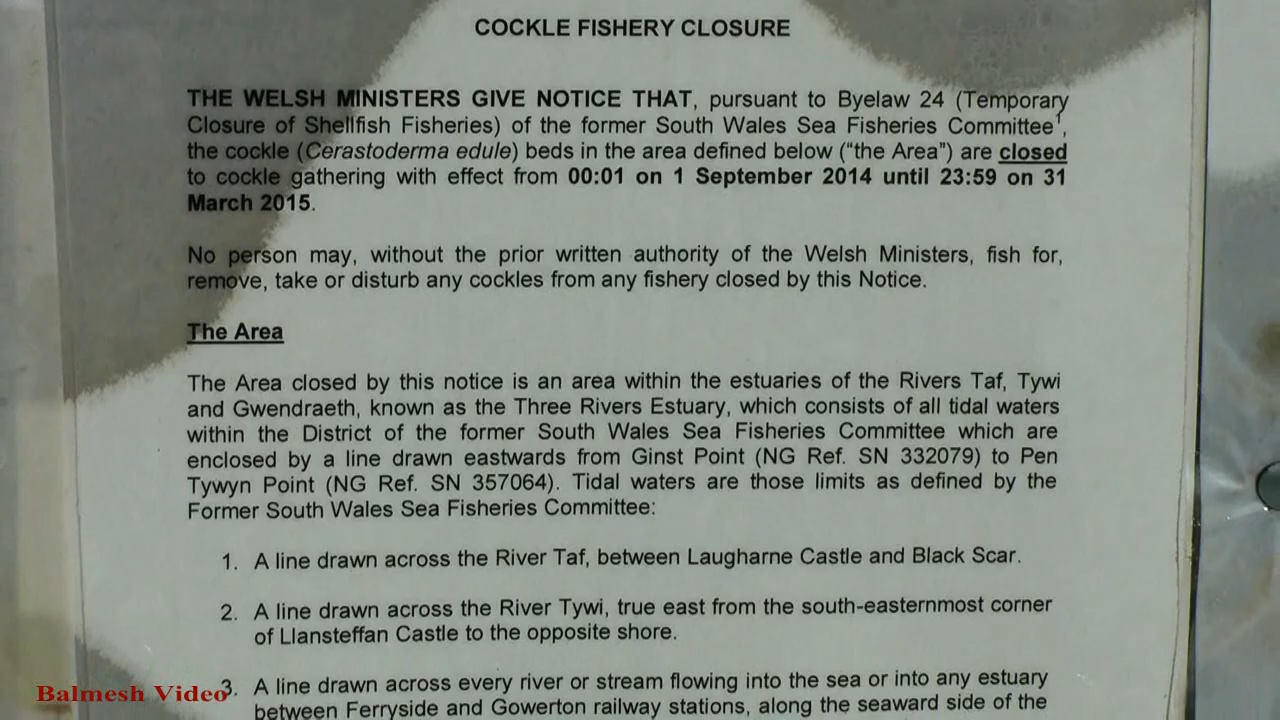 COCKLE FISHERY CLOSURE
THE WELSH MINISTERS GIVE NOTICE THAT, pursuant to Byelaw 24 (Temporary
Closure of Shellfish Fisheries) of the former South Wales Sea Fisheries Committee¹,
the cockle (Cerastoderma edule) beds in the area defined below (“the Area”) are closed
to cockle gathering with effect from 00:01 on 1 September 2014 until 23:59 on 31
March 2015.
No person may, without the prior written authority of the Welsh Ministers, fish for,
remove, take or disturb any cockles from any fishery closed by this Notice.
The Area
The Area closed by this notice is an area within the estuaries of the Rivers Taf, Tywi
and Gwendraeth, known as the Three Rivers Estuary, which consists of all tidal waters
within the District of the former South Wales Sea Fisheries Committee which are
enclosed by a line drawn eastwards from Ginst Point (NG Ref. SN 332079) to Pen
Tywyn Point (NG Ref. SN 357064). Tidal waters are those limits as defined by the
Former South Wales Sea Fisheries Committee:
1. A line drawn across the River Taf, between Laugharne Castle and Black Scar.
2. A line drawn across the River Tywi, true east from the south-easternmost corner
of Llansteffan Castle to the opposite shore.
3. A line drawn across every river or stream flowing into the sea or into any estuary
between Ferryside and Gowerton railway stations, along the seaward side of the
Balmesh Video